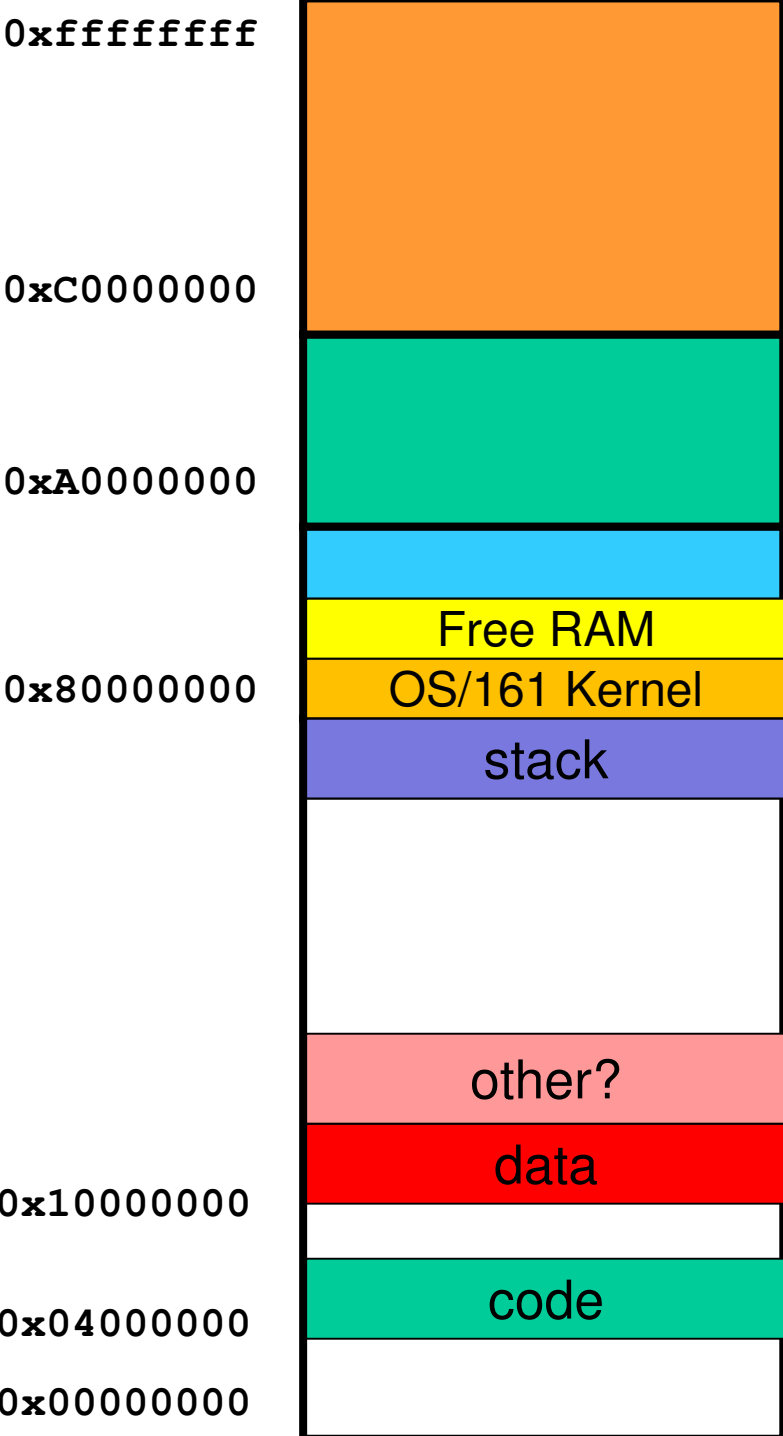 0xffffffff
0xC0000000
0xA0000000
Free RAM
0x80000000 OS/161 Kernel
stack
other?
data
0x10000000
code
0x04000000
0x00000000